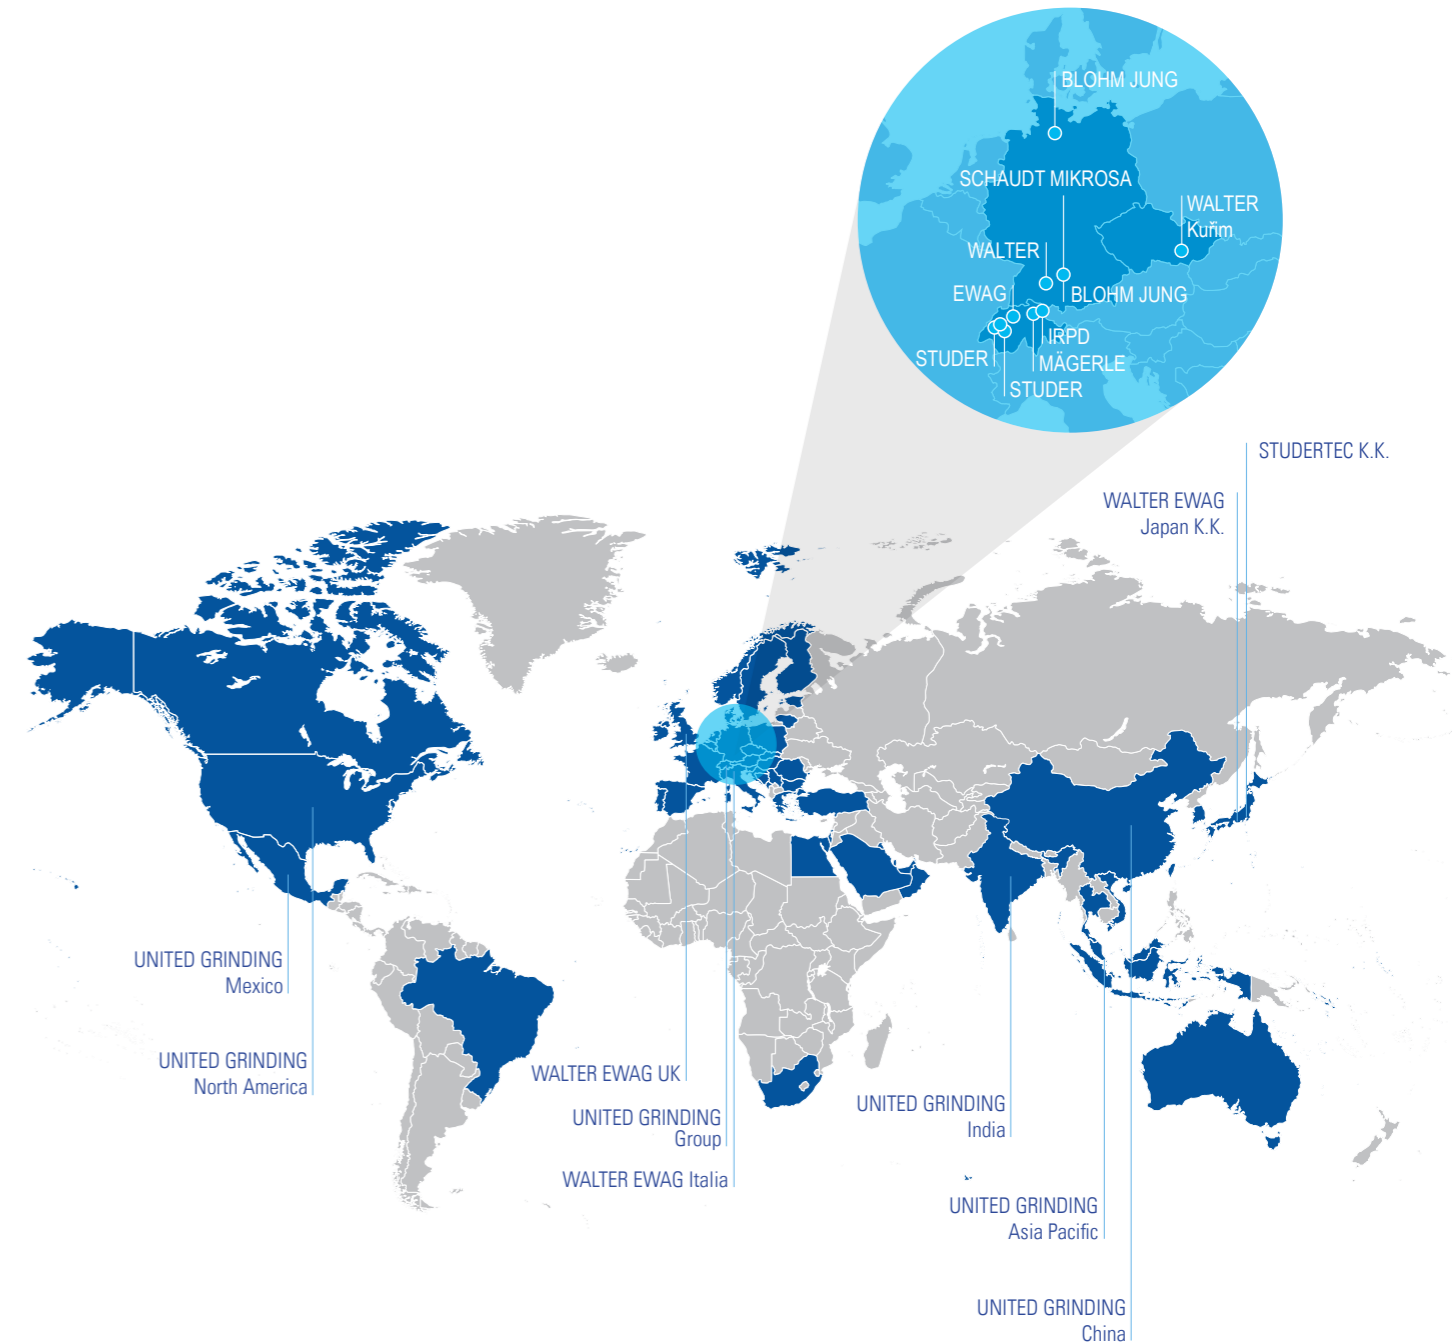 BLOHM JUNG
SCHAUDT MIKROSA
WALTER
Kuřim
WALTER
EWAG
BLOHM JUNG
IRPD
STUDER
MÄGERLE
STUDER
STUDERTEC K.K.
WALTER EWAG
Japan K.K.
UNITED GRINDING
Mexico
UNITED GRINDING
North America
WALTER EWAG UK
UNITED GRINDING
Group
WALTER EWAG Italia
UNITED GRINDING
India
UNITED GRINDING
Asia Pacific
UNITED GRINDING
China